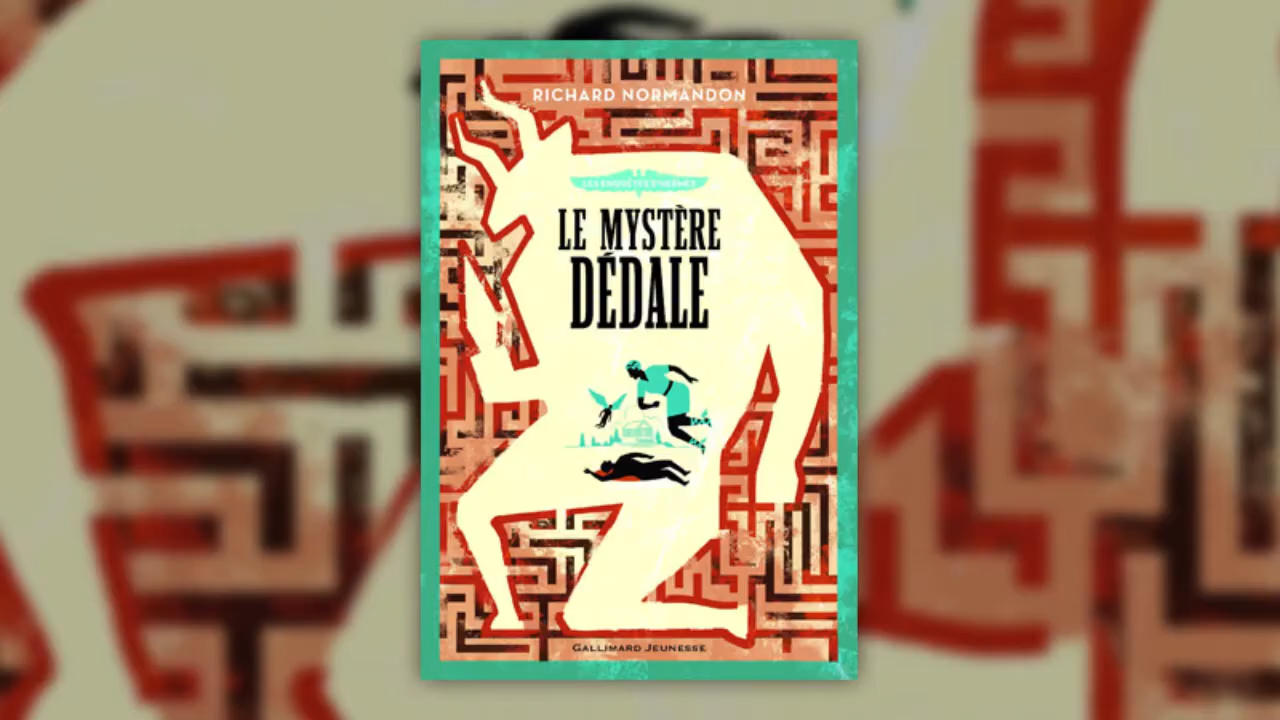 RICHARD NORMANDON
LES ENQUÊTES D'HERMÈS
LE MYSTÈRE
DÉDALE
GALLIMARD JEUNESSE